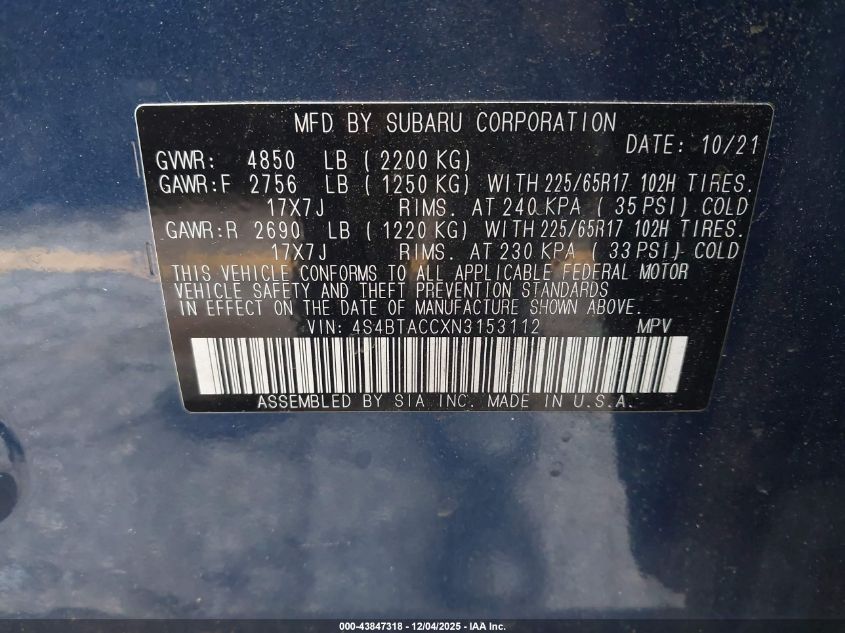 MFD BY SUBARU CORPORATION
DATE: 10/21
GVWR: 4850 LB (2200 KG)
GAWR:F 2756 LB (1250 KG) WITH 225/65R17 102H TIRES.
17X7J RIMS. AT 240 KPA (35 PSI) COLD
GAWR:R 2690 LB (1220 KG) WITH 225/65R17 102H TIRES.
17X7J RIMS. AT 230 KPA (33 PSI) COLD
THIS VEHICLE CONFORMS TO ALL APPLICABLE FEDERAL MOTOR
VEHICLE SAFETY AND THEFT PREVENTION STANDARDS
IN EFFECT ON THE DATE OF MANUFACTURE SHOWN ABOVE.
VIN: 4S4BTACCXN3153112 MPV
ASSEMBLED BY SIA INC. MADE IN U.S.A.
000-43847318 - 12/04/2025 - IAA Inc.